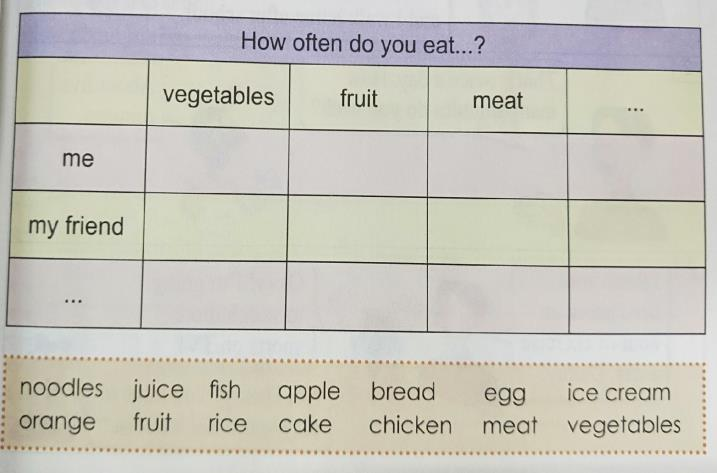 How often do you eat...?
vegetables fruit meat ...
me
my friend
...
noodles juice fish apple bread egg ice cream
orange fruit rice cake chicken meat vegetables